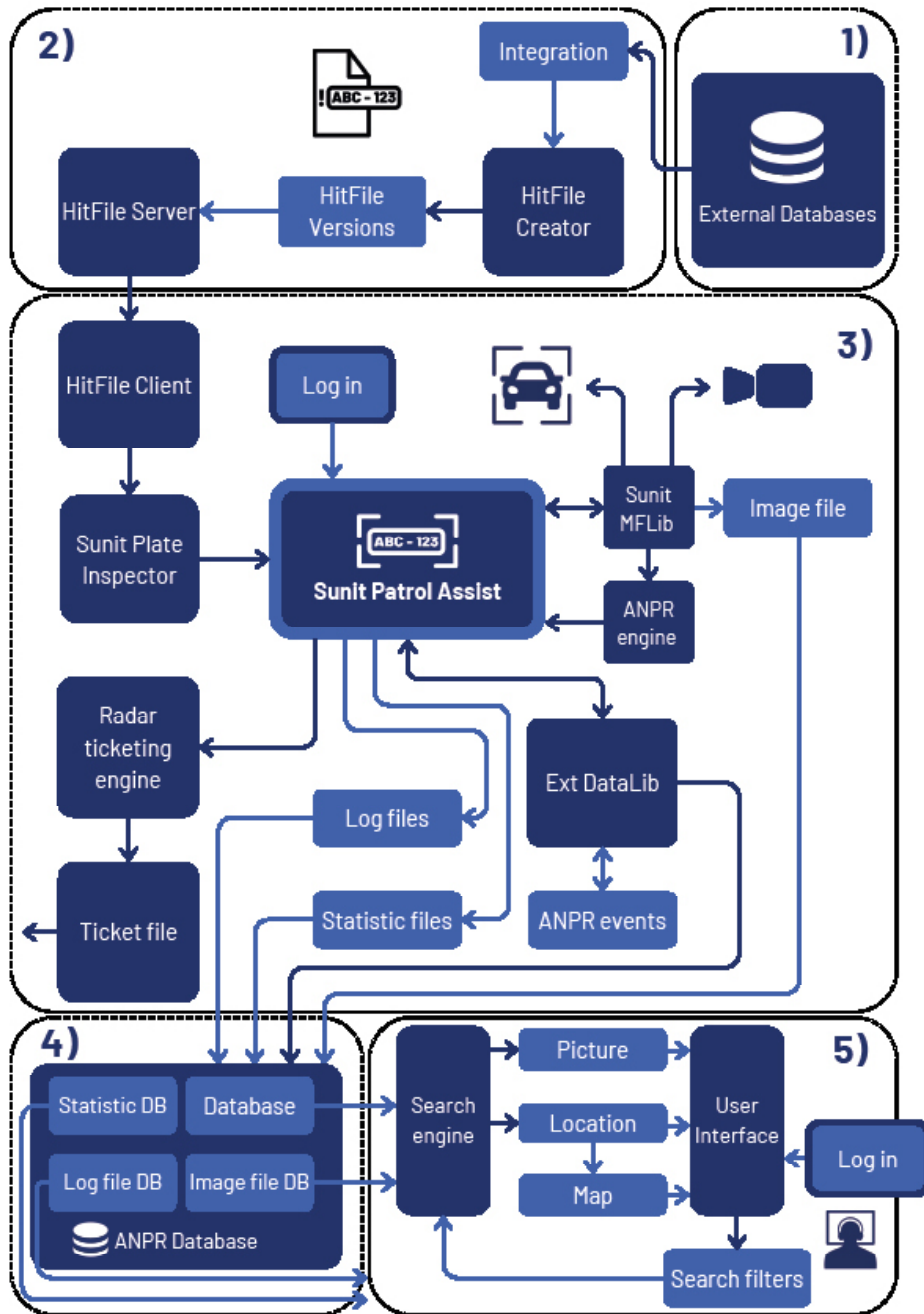 2)
1)
Integration
!
ABC - 123
External Databases
HitFile Server
HitFile
Versions
HitFile
Creator
3)
HitFile Client
Log in
Sunit
MFLib
Image file
Sunit Plate
Inspector
ABC - 123
Sunit Patrol Assist
ANPR
engine
Radar
ticketing
engine
Ext DataLib
Log files
Ticket file
Statistic files
ANPR events
4)
5)
Statistic DB
Database
Log file DB
Image file DB
ANPR Database
Search
engine
Picture
Location
Map
User
Interface
Log in
Search filters